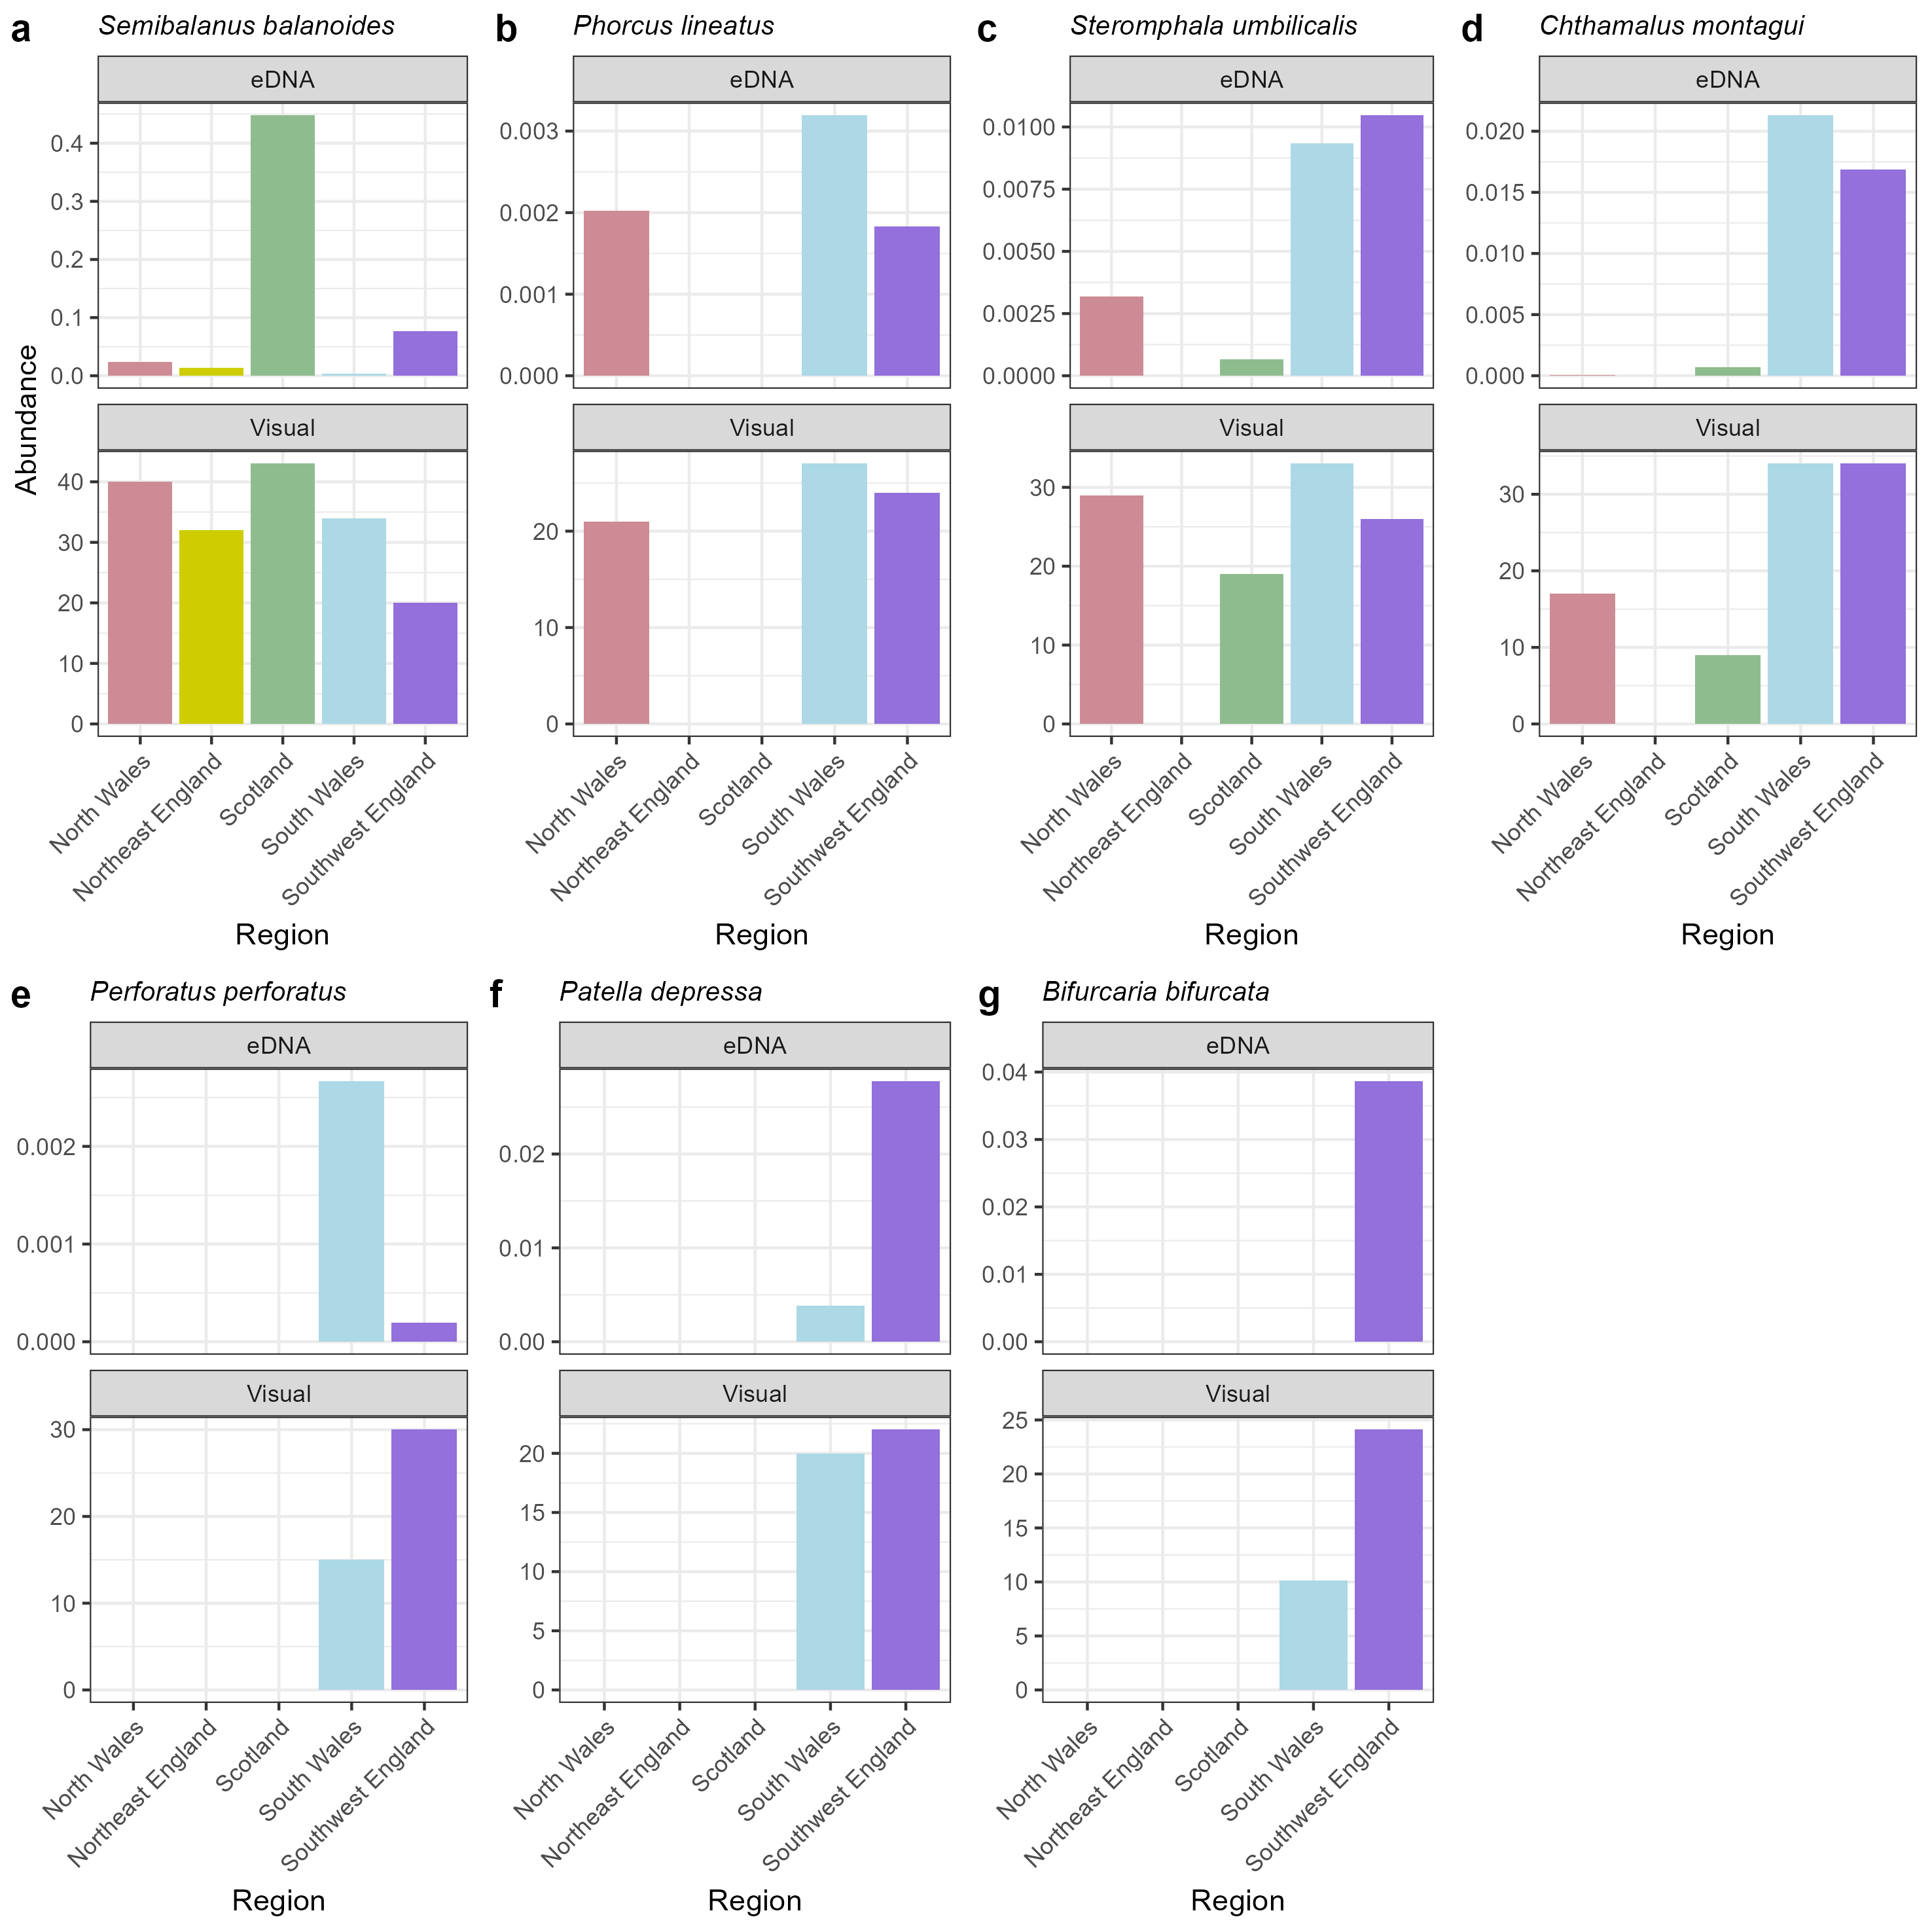 a Semibalanus balanoides
eDNA
0.4
0.3
0.2
0.1
0.0
Visual
40
30
20
10
0
North Wales
Northeast England
Scotland
South Wales
Southwest England
Region
Abundance
b Phorcus lineatus
eDNA
0.003
0.002
0.001
0.000
Visual
20
10
0
North Wales
Northeast England
Scotland
South Wales
Southwest England
Region
c Steromphala umbilicalis
eDNA
0.0100
0.0075
0.0050
0.0025
0.0000
Visual
30
20
10
0
North Wales
Northeast England
Scotland
South Wales
Southwest England
Region
d Chthamalus montagui
eDNA
0.020
0.015
0.010
0.005
0.000
Visual
30
20
10
0
North Wales
Northeast England
Scotland
South Wales
Southwest England
Region
e Perforatus perforatus
eDNA
0.002
0.001
0.000
Visual
30
20
10
0
North Wales
Northeast England
Scotland
South Wales
Southwest England
Region
f Patella depressa
eDNA
0.02
0.01
0.00
Visual
20
15
10
5
0
North Wales
Northeast England
Scotland
South Wales
Southwest England
Region
g Bifurcaria bifurcata
eDNA
0.04
0.03
0.02
0.01
0.00
Visual
25
20
15
10
5
0
North Wales
Northeast England
Scotland
South Wales
Southwest England
Region